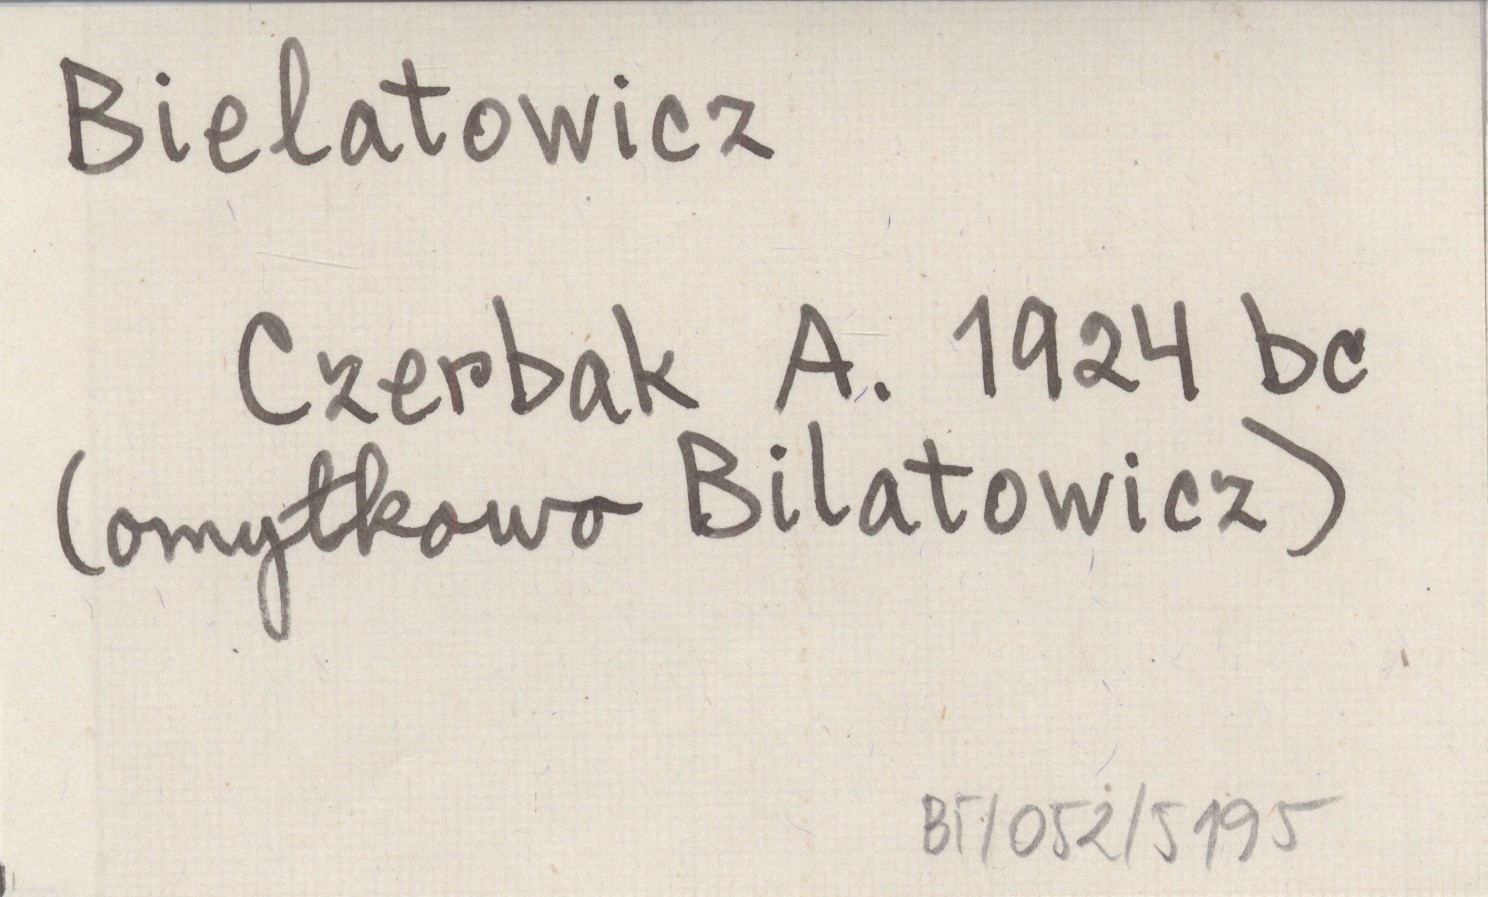 Bielatowicz
Czerbak A. 1924 bc
(omyłkowo Bilatowicz)
BT/052/5195